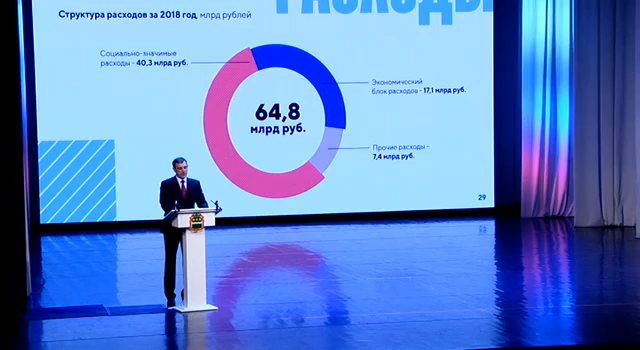 РАСХОДЫ
Структура расходов за 2018 год, млрд рублей
Социально-значимые
расходы - 40,3 млрд руб.
Экономический
блок расходов - 17,1 млрд руб.
64,8
млрд руб.
Прочие расходы -
7,4 млрд руб.
29